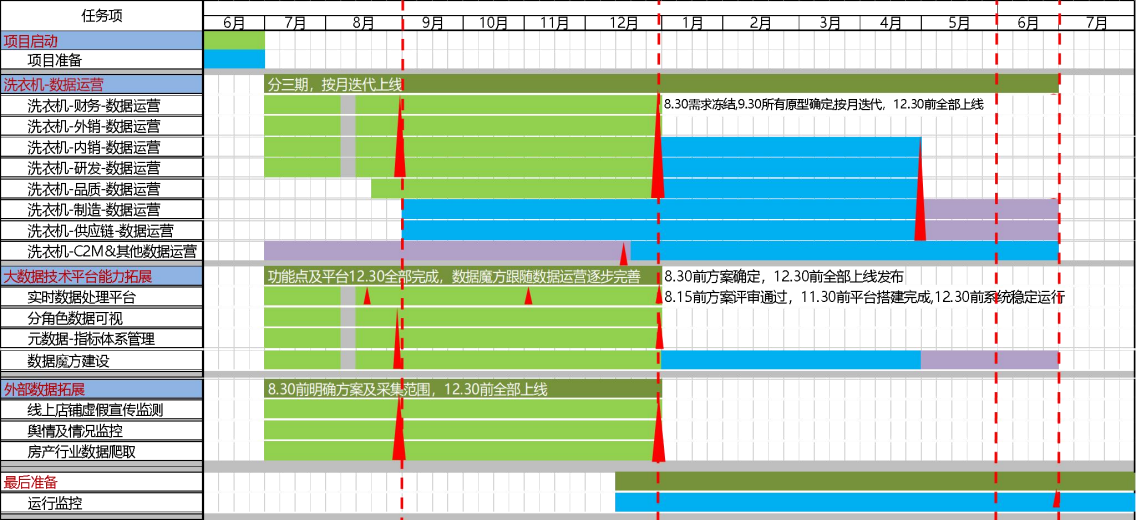 任务项
6月 7月 8月 9月 10月 11月 12月 1月 2月 3月 4月 5月 6月 7月
项目启动
项目准备
洗衣机-数据运营 分三期，按月迭代上线
洗衣机-财务-数据运营 8.30需求冻结,9.30所有原型确定,按月迭代，12.30前全部上线
洗衣机-外销-数据运营
洗衣机-内销-数据运营
洗衣机-研发-数据运营
洗衣机-品质-数据运营
洗衣机-制造-数据运营
洗衣机-供应链-数据运营
洗衣机-C2M&其他数据运营
大数据技术平台能力拓展 功能点及平台12.30全部完成，数据魔方跟随数据运营逐步完善 8.30前方案确定，12.30前全部上线发布
实时数据处理平台 8.15前方案评审通过，11.30前平台搭建完成,12.30前系统稳定运行
分角色数据可视
元数据-指标体系管理
数据魔方建设
外部数据拓展 8.30前明确方案及采集范围，12.30前全部上线
线上店铺虚假宣传监测
舆情及情况监控
房产行业数据爬取
最后准备
运行监控